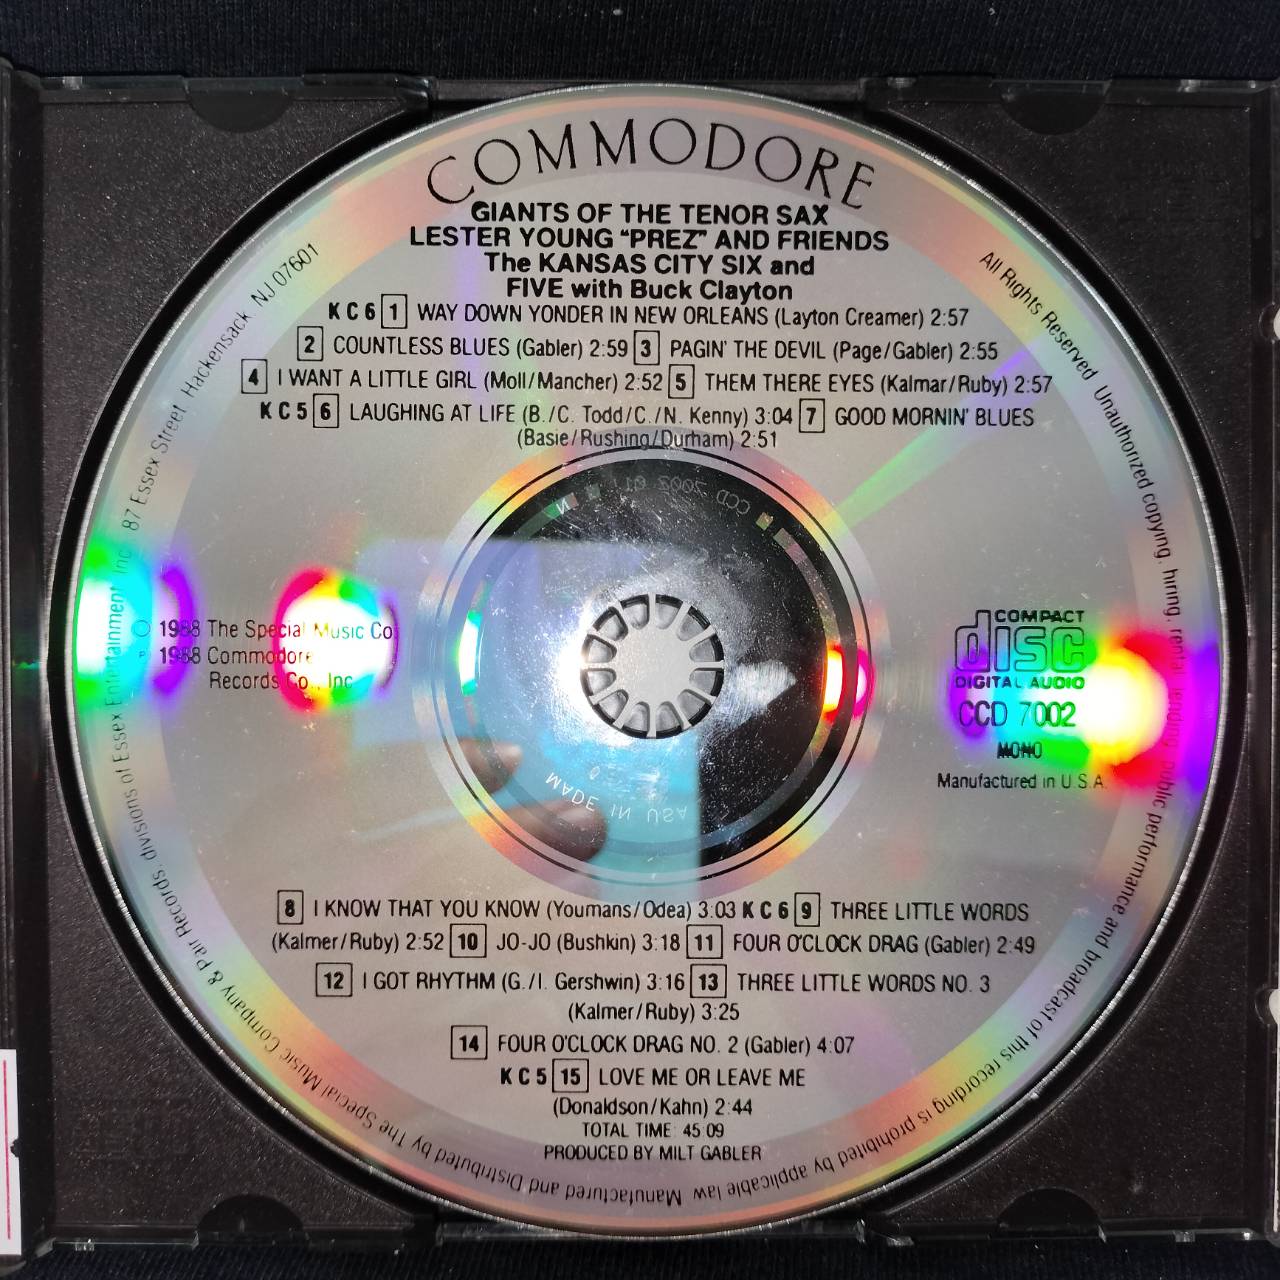 COMMODORE
GIANTS OF THE TENOR SAX
LESTER YOUNG "PREZ" AND FRIENDS
The KANSAS CITY SIX and
FIVE with Buck Clayton
K C 6 1 WAY DOWN YONDER IN NEW ORLEANS (Layton Creamer) 2:57
2 COUNTLESS BLUES (Gabler) 2:59 3 PAGIN' THE DEVIL (Page/Gabler) 2:55
4 I WANT A LITTLE GIRL (Moll/Mancher) 2:52 5 THEM THERE EYES (Kalmar/Ruby) 2:57
K C 5 6 LAUGHING AT LIFE (B./C. Todd/C./N. Kenny) 3:04 7 GOOD MORNIN' BLUES
(Basie/Rushing/Durham) 2:51
CCD 7002 01
MADE IN USA
℗ 1988 The Special Music Co.
© 1988 Commodore
Records Co., Inc.
COMPACT
disc
DIGITAL AUDIO
CCD 7002
MONO
Manufactured in U.S.A.
8 I KNOW THAT YOU KNOW (Youmans/Odea) 3:03 K C 6 9 THREE LITTLE WORDS
(Kalmer/Ruby) 2:52 10 JO-JO (Bushkin) 3:18 11 FOUR O'CLOCK DRAG (Gabler) 2:49
12 I GOT RHYTHM (G./I. Gershwin) 3:16 13 THREE LITTLE WORDS NO. 3
(Kalmer/Ruby) 3:25
14 FOUR O'CLOCK DRAG NO. 2 (Gabler) 4:07
K C 5 15 LOVE ME OR LEAVE ME
(Donaldson/Kahn) 2:44
TOTAL TIME: 45:09
PRODUCED BY MILT GABLER
All Rights Reserved. Unauthorized copying, hiring, rental, lending, public performance and broadcast of this recording is prohibited by applicable law. Manufactured and Distributed by The Special Music Company & Pair Records, divisions of Essex Entertainment, Inc., 87 Essex Street, Hackensack, NJ 07601